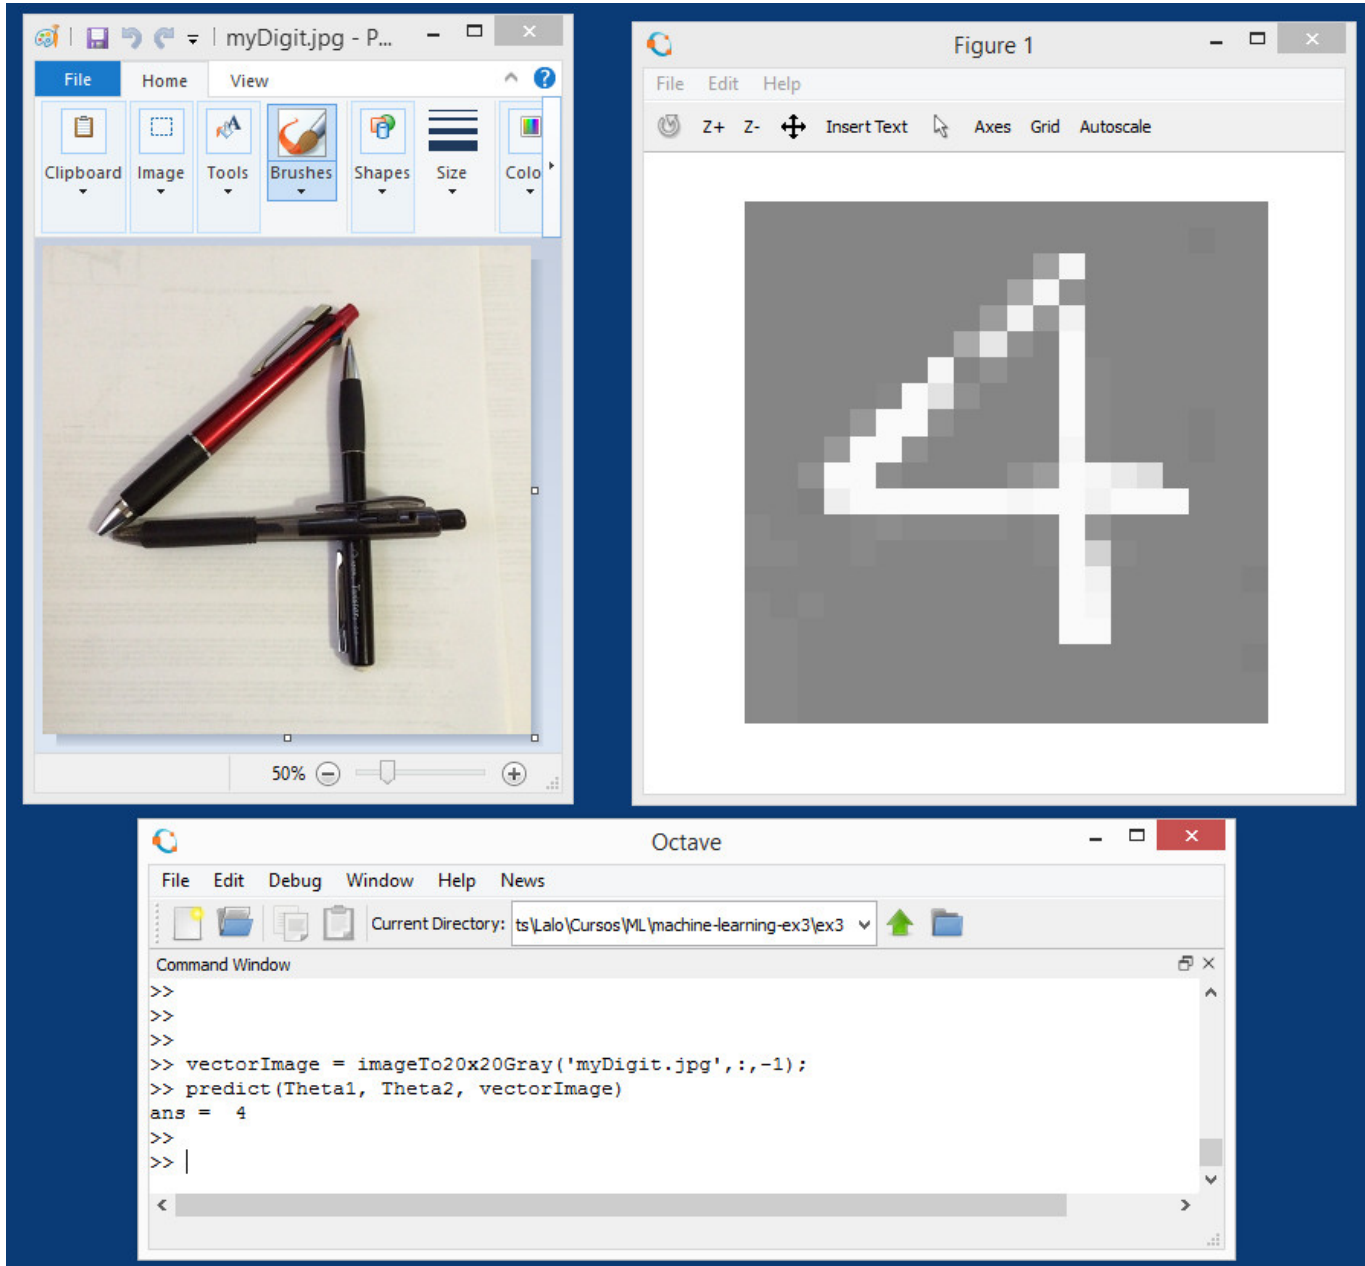 myDigit.jpg - P...
File Home View
Clipboard Image Tools Brushes Shapes Size Colo
50%
Figure 1
File Edit Help
Z+ Z- Insert Text Axes Grid Autoscale
Octave
File Edit Debug Window Help News
Current Directory: ts\Lalo\Cursos\ML\machine-learning-ex3\ex3
Command Window
>>
>>
>>
>> vectorImage = imageTo20x20Gray('myDigit.jpg',:,-1);
>> predict(Theta1, Theta2, vectorImage)
ans = 4
>>
>>